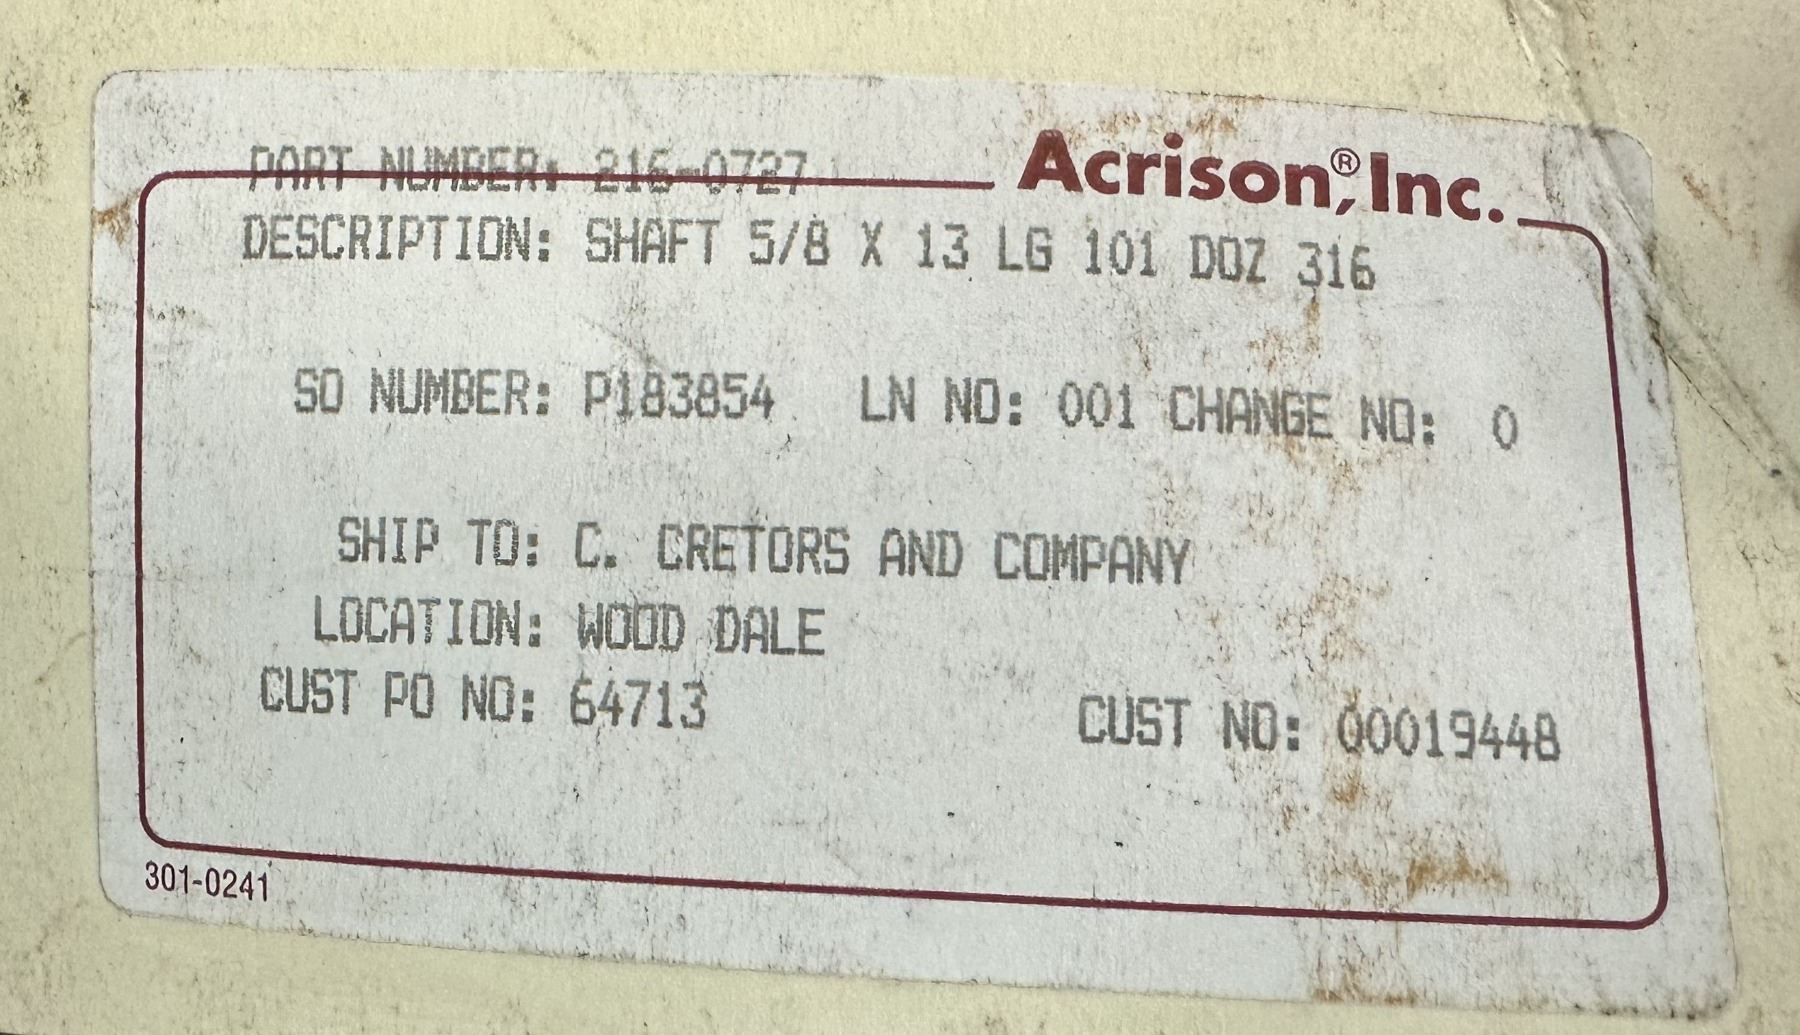 Acrison®, Inc.
PART NUMBER: 216-0727
DESCRIPTION: SHAFT 5/8 X 13 LG 101 DOZ 316
SO NUMBER: P183854 LN NO: 001 CHANGE NO: 0
SHIP TO: C. CRETORS AND COMPANY
LOCATION: WOOD DALE
CUST PO NO: 64713 CUST NO: 00019448
301-0241